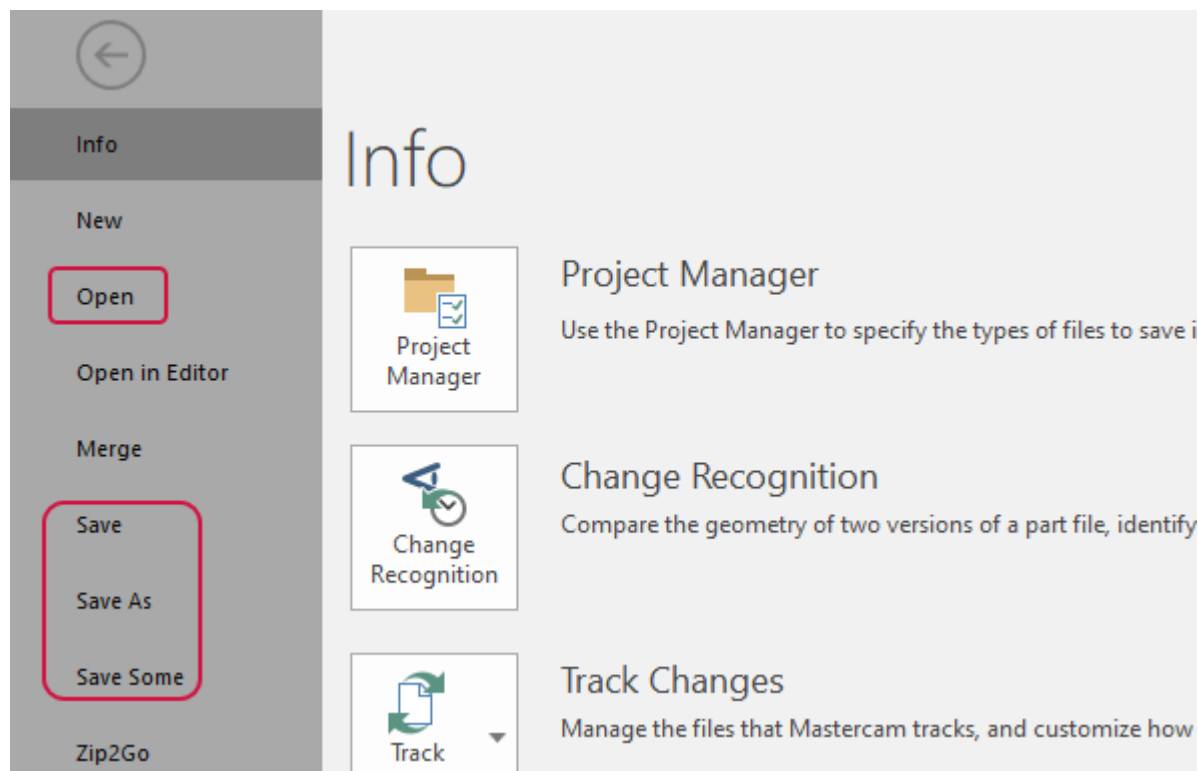 Info
New
Open
Open in Editor
Merge
Save
Save As
Save Some
Zip2Go
Info
Project
Manager
Project Manager
Use the Project Manager to specify the types of files to save i
Change
Recognition
Change Recognition
Compare the geometry of two versions of a part file, identify
Track
Track Changes
Manage the files that Mastercam tracks, and customize how